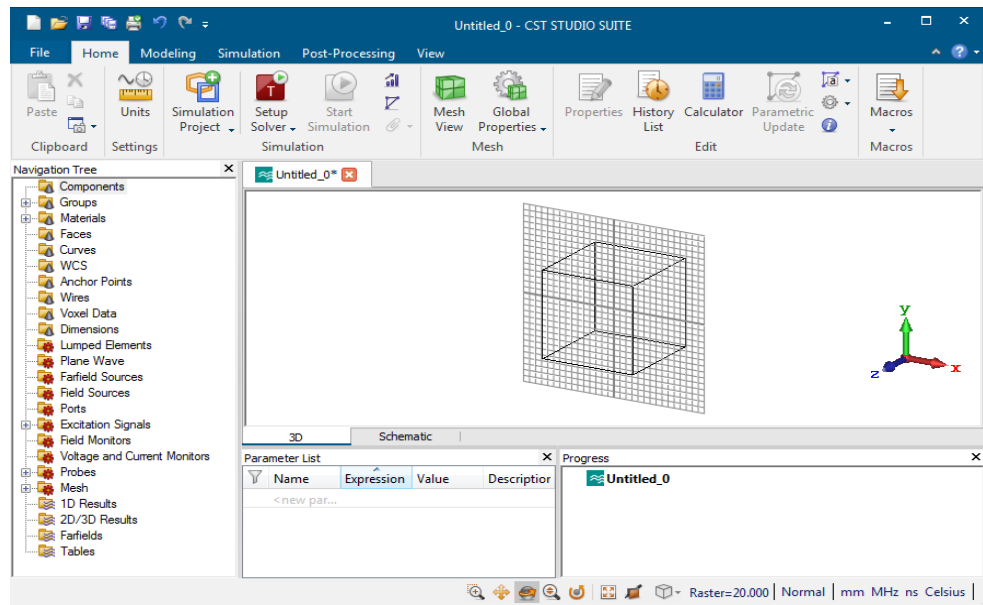 Untitled_0 - CST STUDIO SUITE
File Home Modeling Simulation Post-Processing View
Paste Units Simulation Project Setup Solver Start Simulation Mesh View Global Properties Properties History List Calculator Parametric Update Macros
Clipboard Settings Simulation Mesh Edit Macros
Navigation Tree
Untitled_0*
Components
Groups
Materials
Faces
Curves
WCS
Anchor Points
Wires
Voxel Data
Dimensions
Lumped Elements
Plane Wave
Farfield Sources
Field Sources
Ports
Excitation Signals
Field Monitors
Voltage and Current Monitors
Probes
Mesh
1D Results
2D/3D Results
Farfields
Tables
y
z x
3D Schematic
Parameter List
Name Expression Value Descriptior
<new par...
Progress
Untitled_0
Raster=20.000 Normal mm MHz ns Celsius